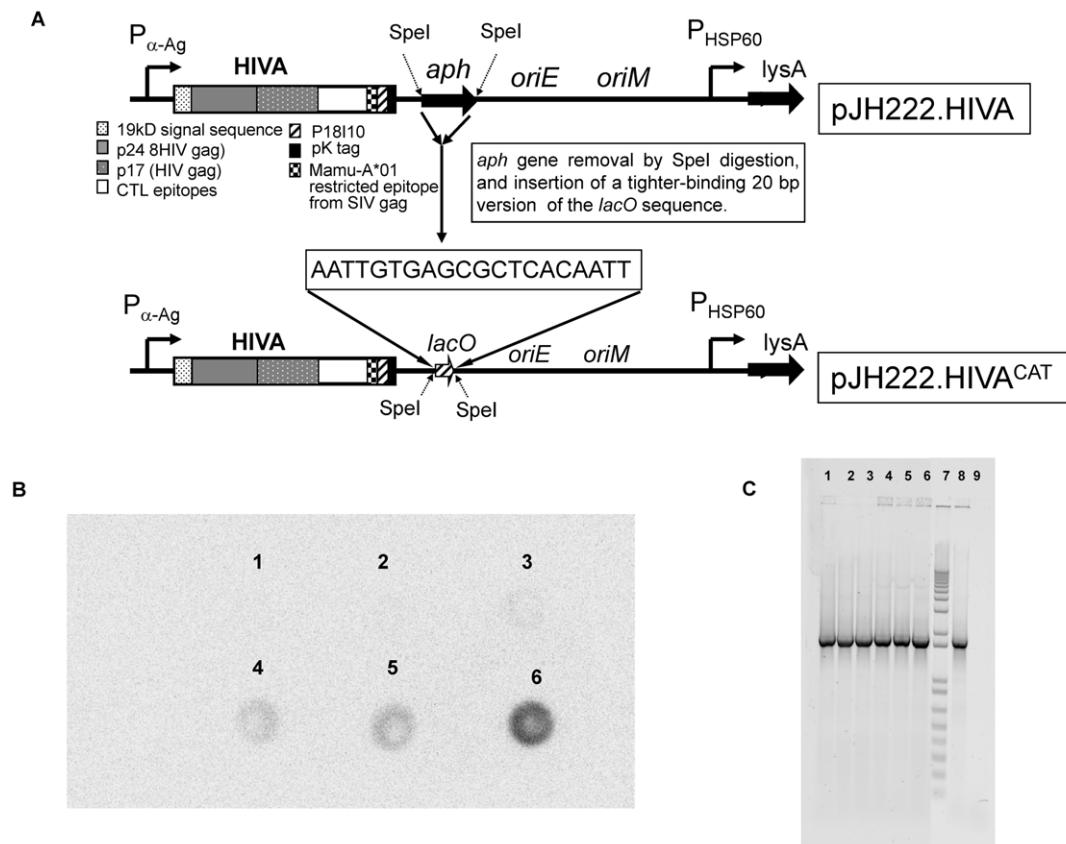 A
Pα-Ag
HIVA
SpeI
SpeI
aph
oriE
oriM
PHSP60
lysA
pJH222.HIVA
19kD signal sequence
p24 8HIV gag)
p17 (HIV gag)
CTL epitopes
P18I10
pK tag
Mamu-A*01
restricted epitope
from SIV gag
aph gene removal by SpeI digestion,
and insertion of a tighter-binding 20 bp
version of the lacO sequence.
AATTGTGAGCGCTCACAATT
Pα-Ag
HIVA
lacO
oriE
oriM
PHSP60
lysA
SpeI
SpeI
pJH222.HIVACAT
B
1 2 3
4 5 6
C
1 2 3 4 5 6 7 8 9